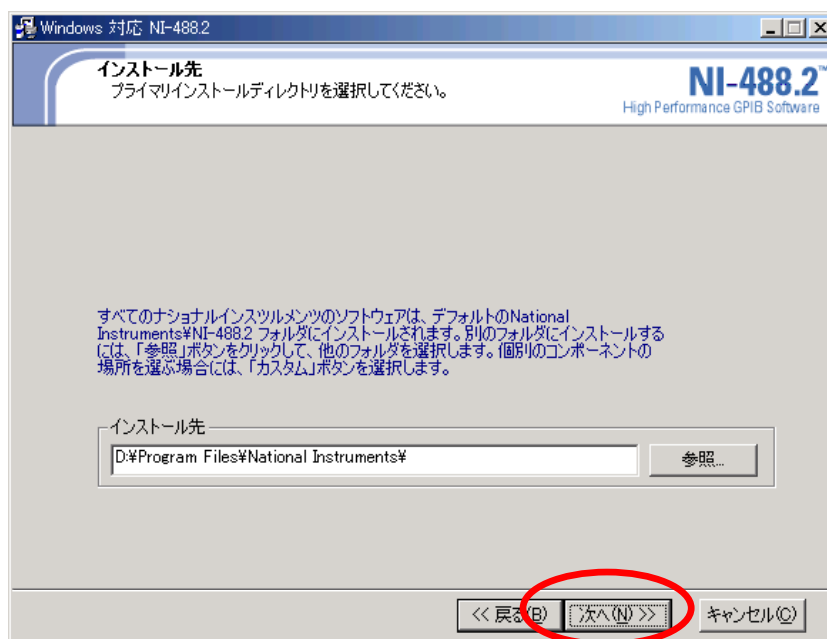 Windows 対応 NI-488.2
インストール先
プライマリインストールディレクトリを選択してください。
NI-488.2™
High Performance GPIB Software
すべてのナショナルインスツルメンツのソフトウェアは、デフォルトのNational
Instruments¥NI-488.2 フォルダにインストールされます。別のフォルダにインストールする
には、「参照」ボタンをクリックして、他のフォルダを選択します。個別のコンポーネントの
場所を選ぶ場合には、「カスタム」ボタンを選択します。
インストール先
D:¥Program Files¥National Instruments¥
参照...
<< 戻る(B)
次へ(N) >>
キャンセル(C)